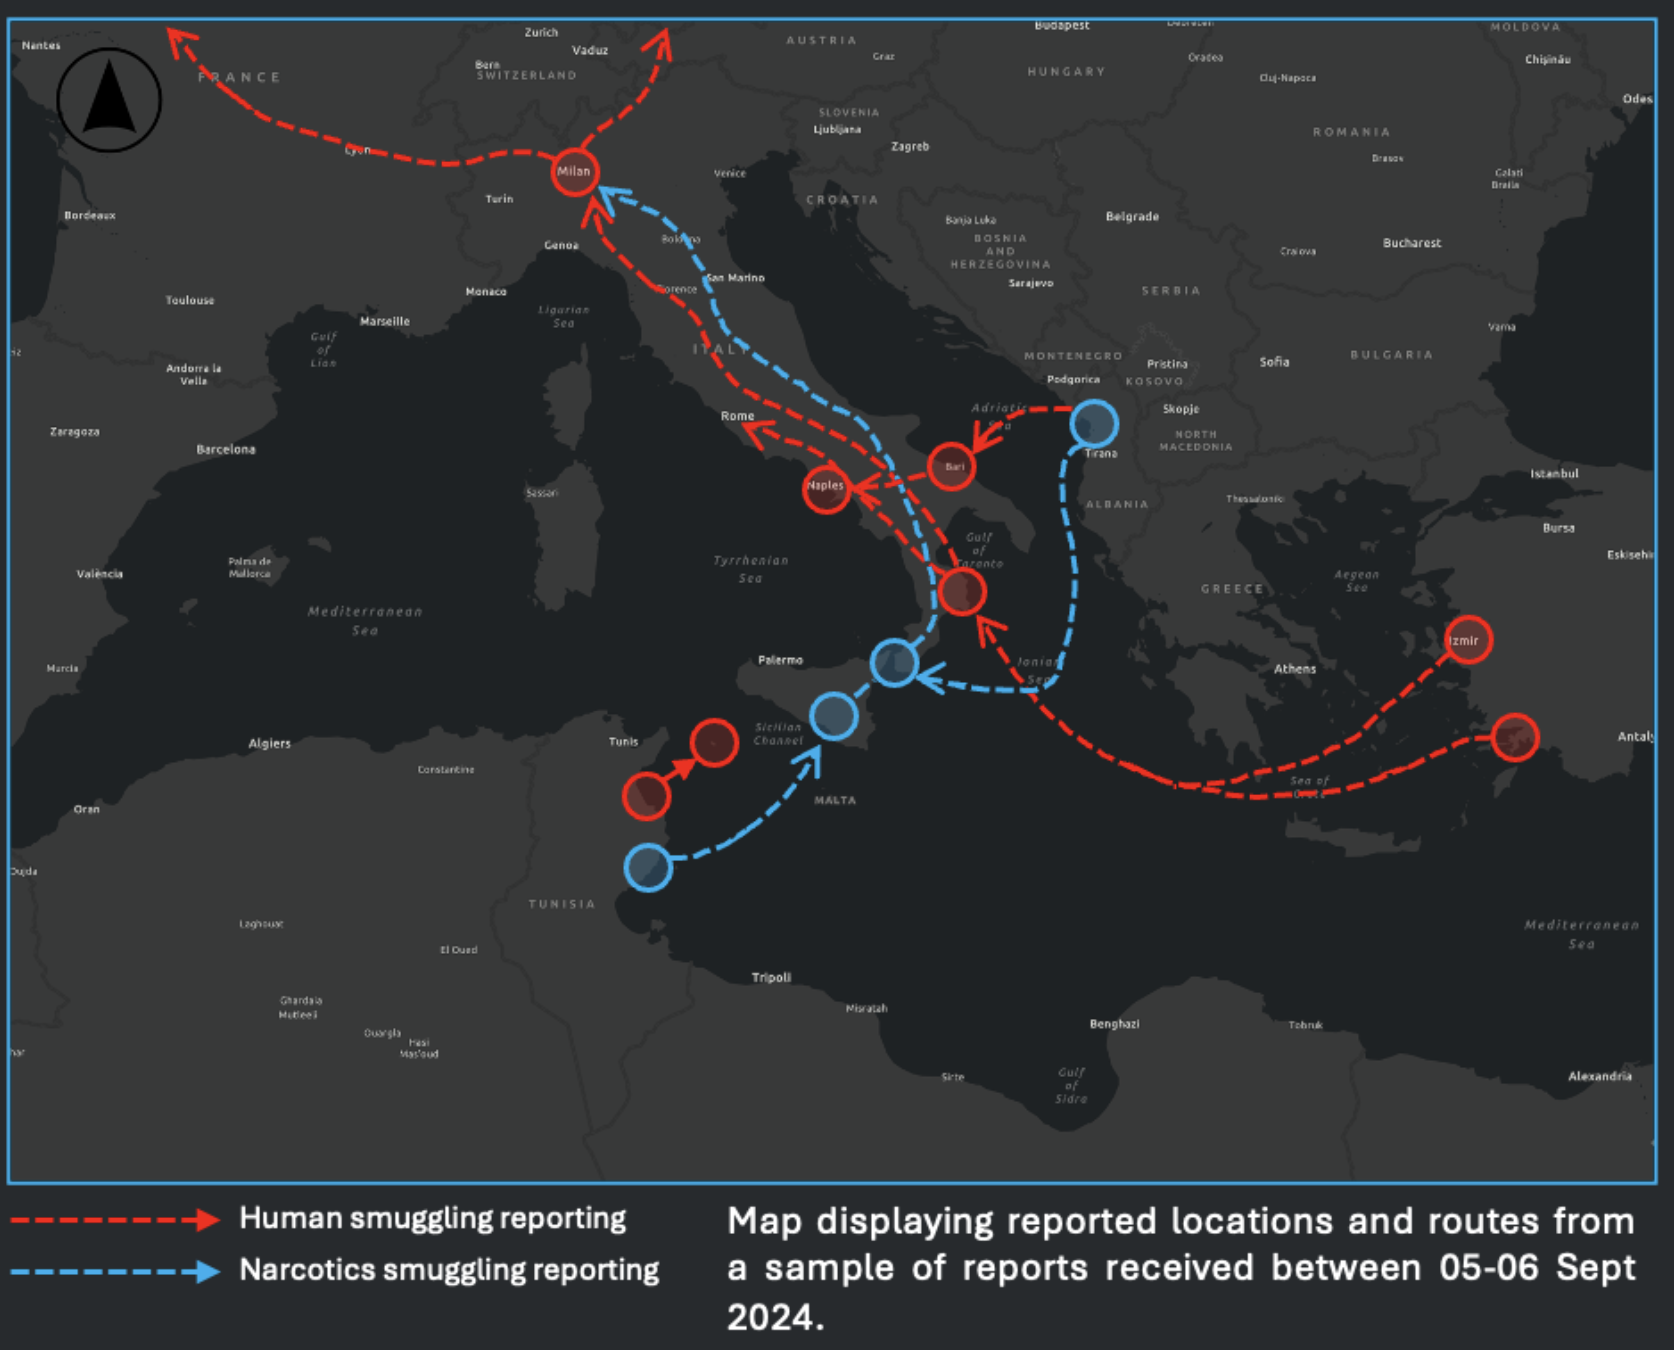 Nantes
Zurich
Vaduz
Bern
SWITZERLAND
FRANCE
AUSTRIA
Graz
Budapest
HUNGARY
Oradea
Cluj-Napoca
MOLDOVA
Chișinău
Odes
SLOVENIA
Ljubljana
Zagreb
ROMANIA
Brasov
Galati
Braila
Lyon
Milan
Venice
Turin
CROATIA
Bordeaux
Banja Luka
Belgrade
BOSNIA
AND
HERZEGOVINA
Sarajevo
Craiova
Bucharest
Genoa
Bologna
San Marino
Florence
Monaco
SERBIA
Toulouse
Marseille
Ligurian
Sea
Gulf
of
Lion
Varna
ITALY
MONTENEGRO
Podgorica
Pristina
KOSOVO
Sofia
BULGARIA
Andorra la
Vella
Rome
Adriatic
Sea
Skopje
NORTH
MACEDONIA
Zaragoza
Barcelona
Tirana
Bari
Naples
Istanbul
Sassari
ALBANIA
Thessaloniki
Bursa
Gulf
of
Taranto
Eskisehir
València
Palma de
Mallorca
Tyrrhenian
Sea
GREECE
Aegean
Sea
Mediterranean
Sea
Izmir
Murcia
Palermo
Ionian
Sea
Athens
Algiers
Tunis
Sicilian
Channel
Antaly
Constantine
Sea of
Crete
Oran
MALTA
Oujda
TUNISIA
Laghouat
El Oued
Mediterranean
Sea
Tripoli
Ghardaia
Mutleeli
Misratah
Ouargla
Hasi
Mas'oud
Benghazi
Tobruk
Sirte
Gulf
of
Sidra
Alexandria
Human smuggling reporting
Narcotics smuggling reporting
Map displaying reported locations and routes from
a sample of reports received between 05-06 Sept
2024.